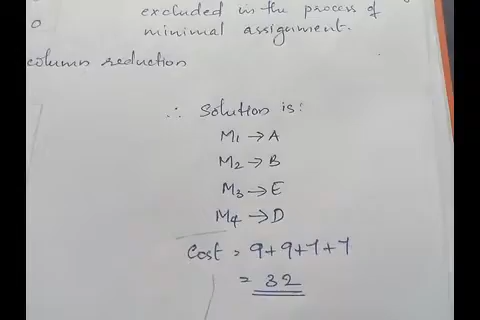 excluded in the process of
0
minimal assignment.
column reduction
∴ Solution is:
M1 → A
M2 → B
M3 → E
M4 → D
Cost = 9+9+7+7
= 32